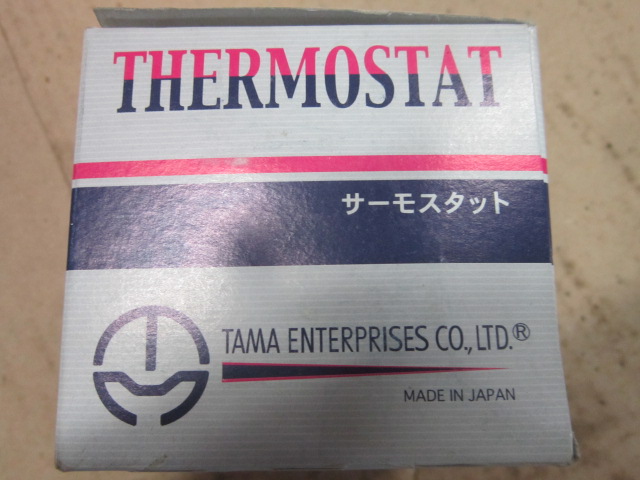 THERMOSTAT
サーモスタット
TAMA ENTERPRISES CO., LTD.®
MADE IN JAPAN